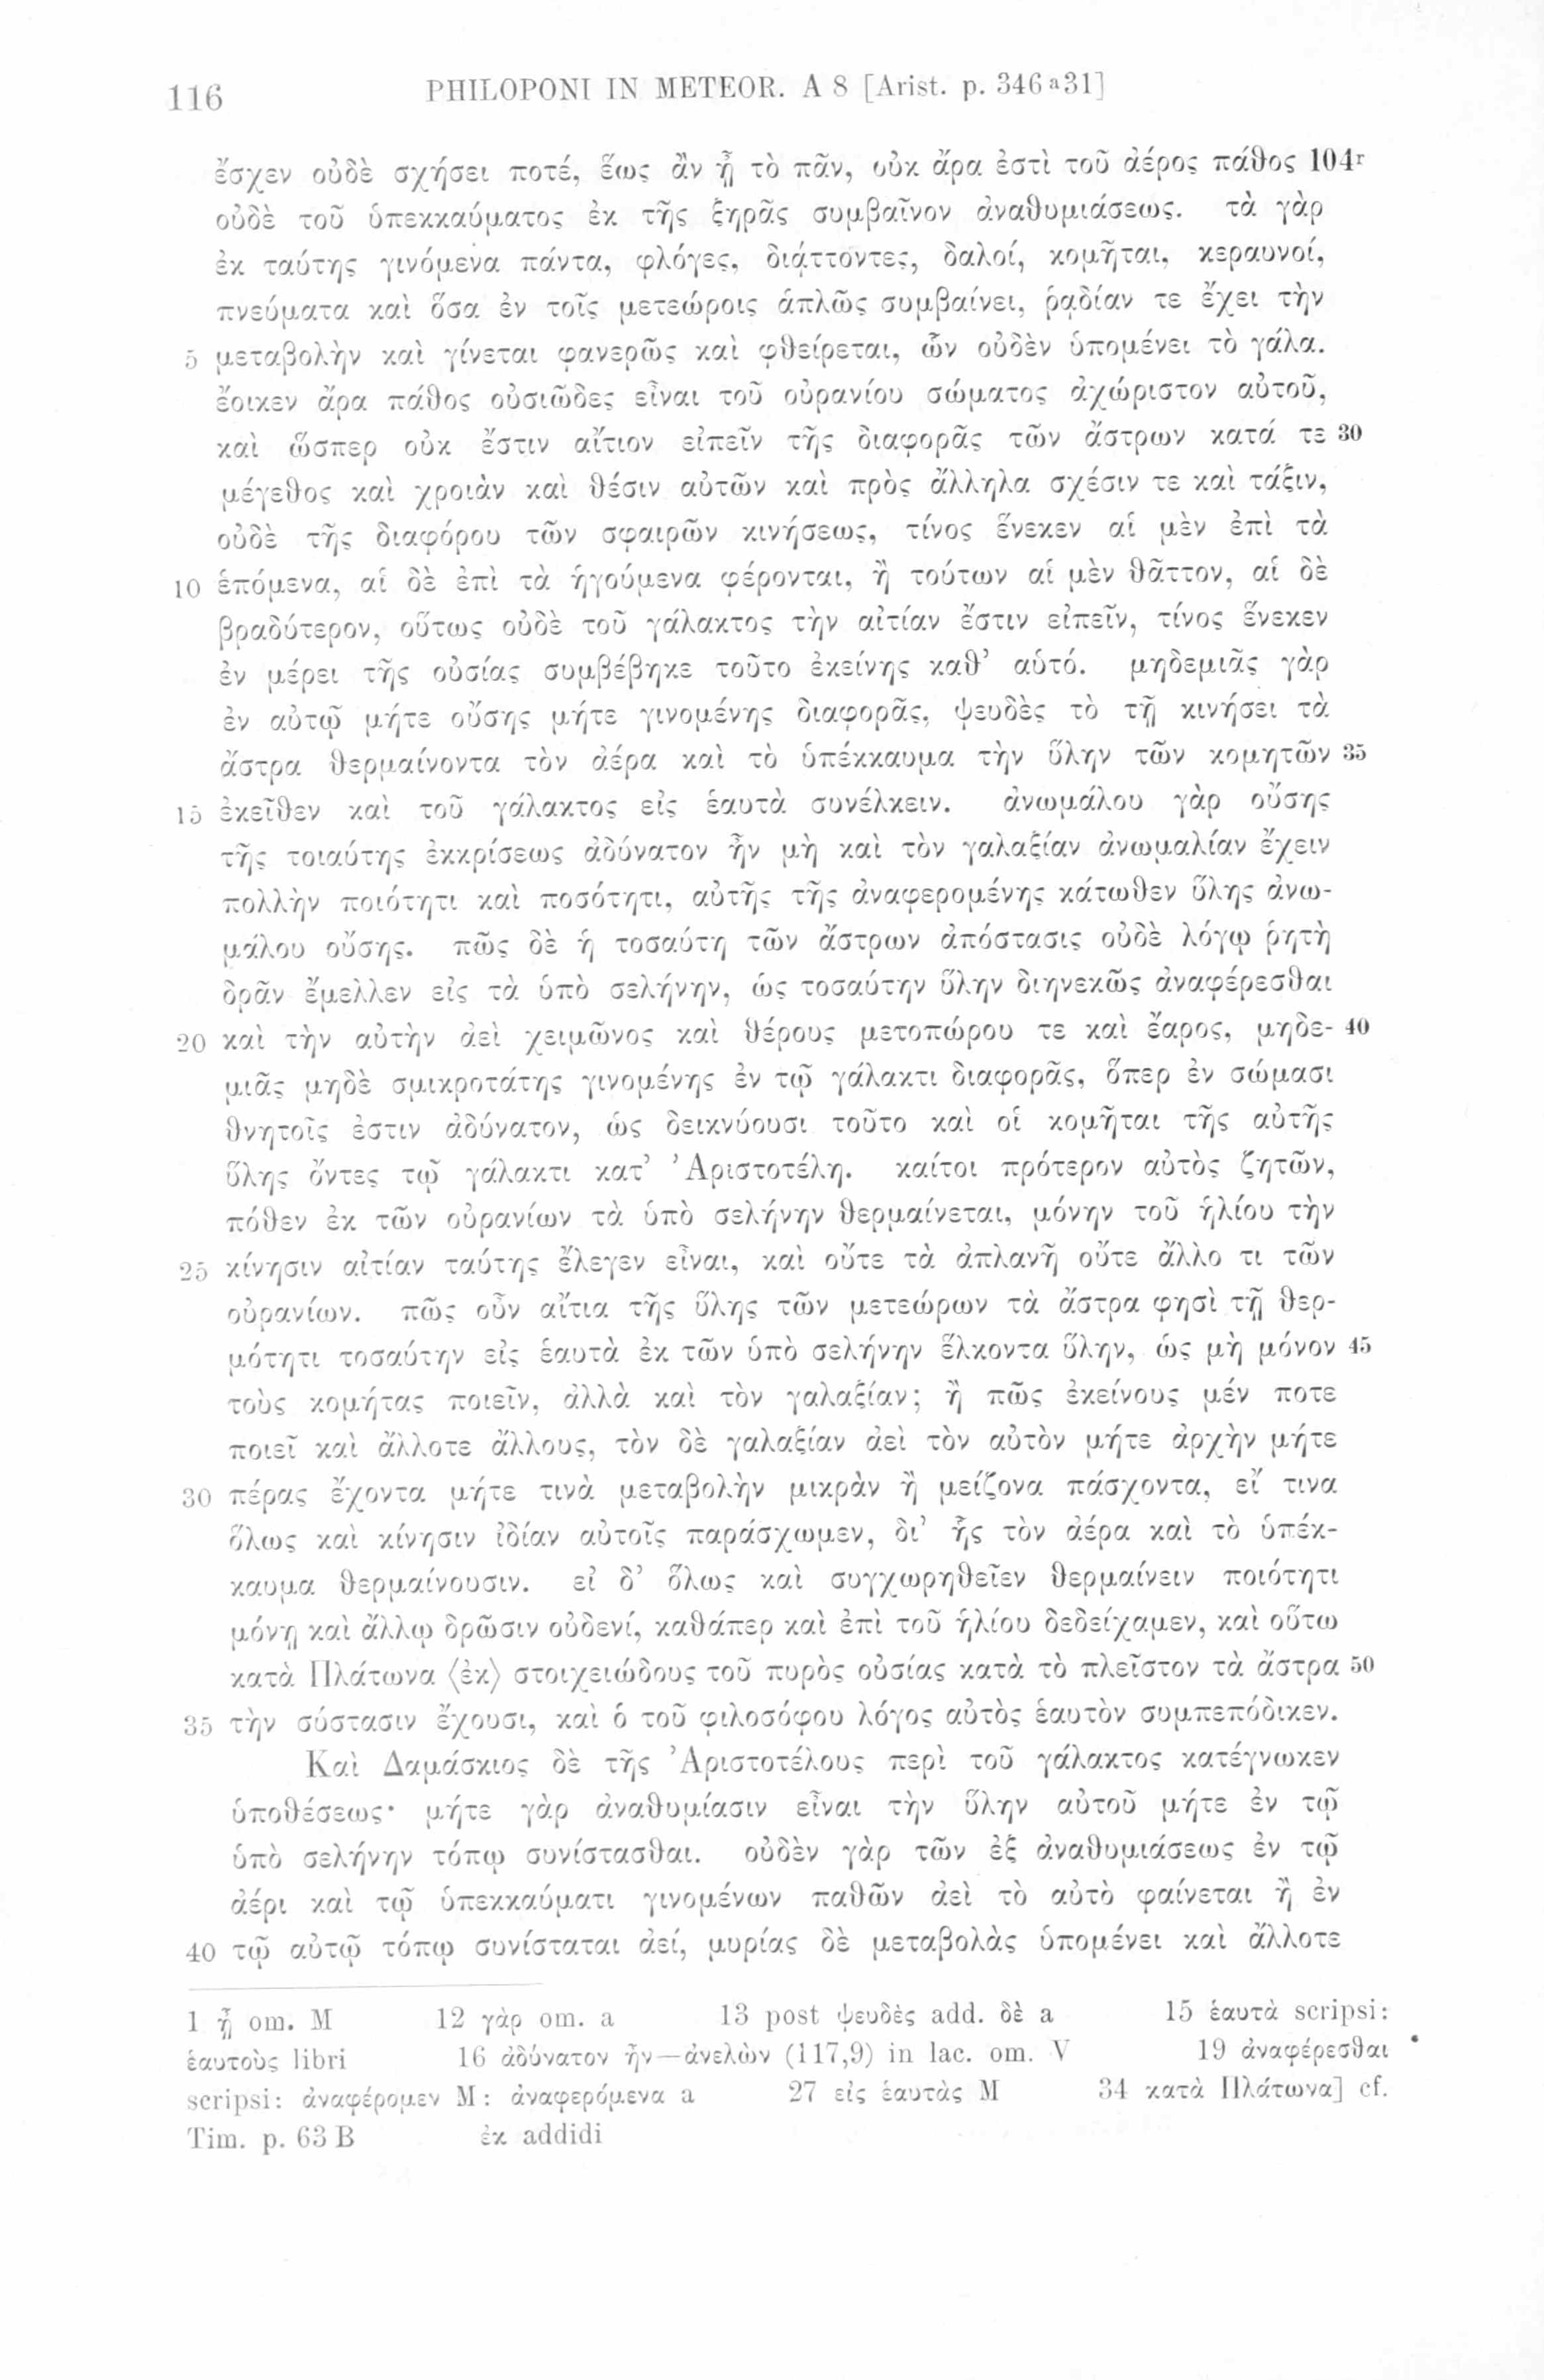 116 PHILOPONI IN METEOR. A 8 [Arist. p. 346 a 31]
ἔσχεν οὐδὲ σχήσει ποτέ, ἕως ἂν ᾖ τὸ πᾶν, οὐκ ἄρα ἐστὶ τοῦ ἀέρος πάθος 104r
οὐδὲ τοῦ ὑπεκκαύματος ἐκ τῆς ξηρᾶς συμβαῖνον ἀναθυμιάσεως. τὰ γὰρ
ἐκ ταύτης γινόμενα πάντα, φλόγες, διᾴττοντες, δαλοί, κομῆται, κεραυνοί,
πνεύματα καὶ ὅσα ἐν τοῖς μετεώροις ἁπλῶς συμβαίνει, ῥᾳδίαν τε ἔχει τὴν
5 μεταβολὴν καὶ γίνεται φανερῶς καὶ φθείρεται, ὧν οὐδὲν ὑπομένει τὸ γάλα.
ἔοικεν ἄρα πάθος οὐσιῶδες εἶναι τοῦ οὐρανίου σώματος ἀχώριστον αὐτοῦ,
καὶ ὥσπερ οὐκ ἔστιν αἴτιον εἰπεῖν τῆς διαφορᾶς τῶν ἄστρων κατά τε 30
μέγεθος καὶ χροιὰν καὶ θέσιν αὐτῶν καὶ πρὸς ἄλληλα σχέσιν τε καὶ τάξιν,
οὐδὲ τῆς διαφόρου τῶν σφαιρῶν κινήσεως, τίνος ἕνεκεν αἱ μὲν ἐπὶ τὰ
10 ἑπόμενα, αἱ δὲ ἐπὶ τὰ ἡγούμενα φέρονται, ἢ τούτων αἱ μὲν θᾶττον, αἱ δὲ
βραδύτερον, οὕτως οὐδὲ τοῦ γάλακτος τὴν αἰτίαν ἔστιν εἰπεῖν, τίνος ἕνεκεν
ἐν μέρει τῆς οὐσίας συμβέβηκε τοῦτο ἐκείνης καθ’ αὑτό. μηδεμιᾶς γὰρ
ἐν αὐτῷ μήτε οὔσης μήτε γινομένης διαφορᾶς, ψευδὲς τὸ τῇ κινήσει τὰ
ἄστρα θερμαίνοντα τὸν ἀέρα καὶ τὸ ὑπέκκαυμα τὴν ὕλην τῶν κομητῶν 35
15 ἐκεῖθεν καὶ τοῦ γάλακτος εἰς ἑαυτὰ συνέλκειν. ἀνωμάλου γὰρ οὔσης
τῆς τοιαύτης ἐκκρίσεως ἀδύνατον ἦν μὴ καὶ τὸν γαλαξίαν ἀνωμαλίαν ἔχειν
πολλὴν ποιότητι καὶ ποσότητι, αὐτῆς τῆς ἀναφερομένης κάτωθεν ὕλης ἀνω-
μάλου οὔσης. πῶς δὲ ἡ τοσαύτη τῶν ἄστρων ἀπόστασις οὐδὲ λόγῳ ῥητὴ
δρᾶν ἔμελλεν εἰς τὰ ὑπὸ σελήνην, ὡς τοσαύτην ὕλην διηνεκῶς ἀναφέρεσθαι
20 καὶ τὴν αὐτὴν ἀεὶ χειμῶνος καὶ θέρους μετοπώρου τε καὶ ἔαρος, μηδε- 40
μιᾶς μηδὲ σμικροτάτης γινομένης ἐν τῷ γάλακτι διαφορᾶς, ὅπερ ἐν σώμασι
θνητοῖς ἐστιν ἀδύνατον, ὡς δεικνύουσι τοῦτο καὶ οἱ κομῆται τῆς αὐτῆς
ὕλης ὄντες τῷ γάλακτι κατ’ Ἀριστοτέλη. καίτοι πρότερον αὐτὸς ζητῶν,
πόθεν ἐκ τῶν οὐρανίων τὰ ὑπὸ σελήνην θερμαίνεται, μόνην τοῦ ἡλίου τὴν
25 κίνησιν αἰτίαν ταύτης ἔλεγεν εἶναι, καὶ οὔτε τὰ ἀπλανῆ οὔτε ἄλλο τι τῶν
οὐρανίων. πῶς οὖν αἴτια τῆς ὕλης τῶν μετεώρων τὰ ἄστρα φησὶ τῇ θερ-
μότητι τοσαύτην εἰς ἑαυτὰ ἐκ τῶν ὑπὸ σελήνην ἕλκοντα ὕλην, ὡς μὴ μόνον 45
τοὺς κομήτας ποιεῖν, ἀλλὰ καὶ τὸν γαλαξίαν; ἢ πῶς ἐκείνους μέν ποτε
ποιεῖ καὶ ἄλλοτε ἄλλους, τὸν δὲ γαλαξίαν ἀεὶ τὸν αὐτὸν μήτε ἀρχὴν μήτε
30 πέρας ἔχοντα μήτε τινὰ μεταβολὴν μικρὰν ἢ μείζονα πάσχοντα, εἴ τινα
ὅλως καὶ κίνησιν ἰδίαν αὐτοῖς παράσχωμεν, δι’ ἧς τὸν ἀέρα καὶ τὸ ὑπέκ-
καυμα θερμαίνουσιν. εἰ δ’ ὅλως καὶ συγχωρηθεῖεν θερμαίνειν ποιότητι
μόνῃ καὶ ἄλλῳ δρῶσιν οὐδενί, καθάπερ καὶ ἐπὶ τοῦ ἡλίου δεδείχαμεν, καὶ οὕτω
κατὰ Πλάτωνα ⟨ἐκ⟩ στοιχειώδους τοῦ πυρὸς οὐσίας κατὰ τὸ πλεῖστον τὰ ἄστρα 50
35 τὴν σύστασιν ἔχουσι, καὶ ὁ τοῦ φιλοσόφου λόγος αὐτὸς ἑαυτὸν συμπεπόδικεν.
Καὶ Δαμάσκιος δὲ τῆς Ἀριστοτέλους περὶ τοῦ γάλακτος κατέγνωκεν
ὑποθέσεως· μήτε γὰρ ἀναθυμίασιν εἶναι τὴν ὕλην αὐτοῦ μήτε ἐν τῷ
ὑπὸ σελήνην τόπῳ συνίστασθαι. οὐδὲν γὰρ τῶν ἐξ ἀναθυμιάσεως ἐν τῷ
ἀέρι καὶ τῷ ὑπεκκαύματι γινομένων παθῶν ἀεὶ τὸ αὐτὸ φαίνεται ἢ ἐν
40 τῷ αὐτῷ τόπῳ συνίσταται ἀεί, μυρίας δὲ μεταβολὰς ὑπομένει καὶ ἄλλοτε
1 ᾖ om. M 12 γὰρ om. a 13 post ψευδὲς add. δὲ a 15 ἑαυτὰ scripsi:
ἑαυτοὺς libri 16 ἀδύνατον ἦν—ἀνελὼν (117,9) in lac. om. V 19 ἀναφέρεσθαι
scripsi: ἀναφέρομεν M: ἀναφερόμενα a 27 εἰς ἑαυτὰς M 34 κατὰ Πλάτωνα] cf.
Tim. p. 63 B ἐκ addidi